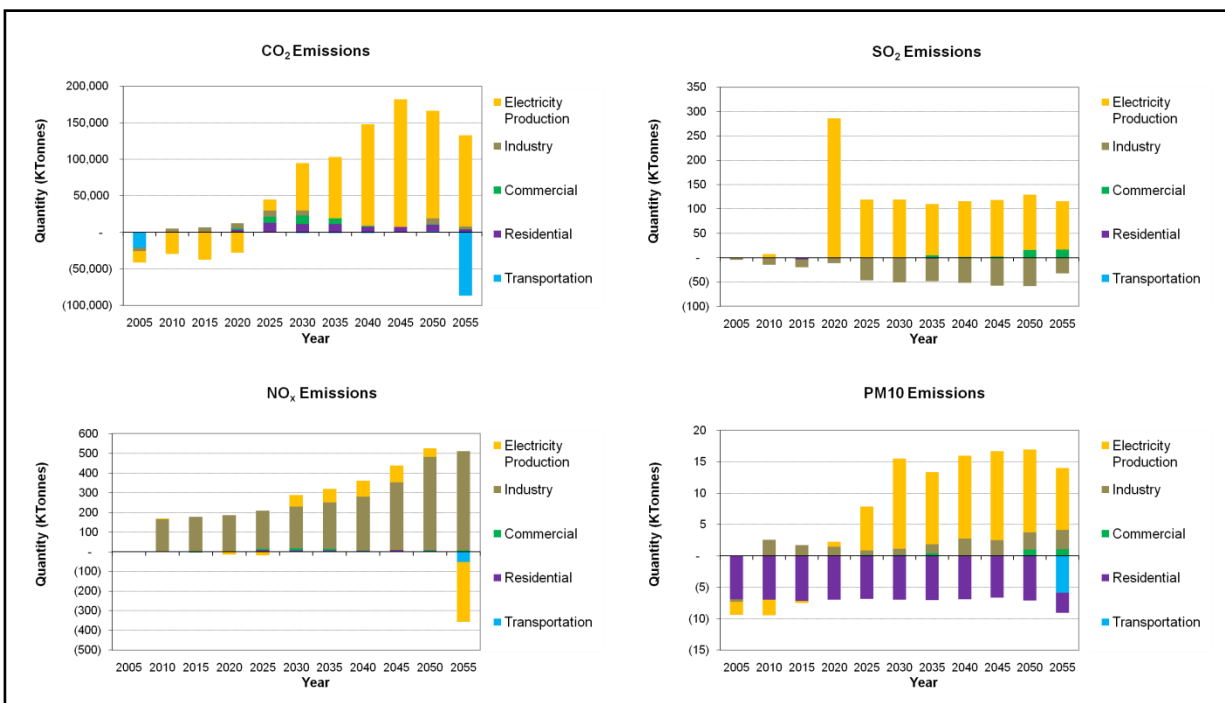 CO₂ Emissions
Quantity (KTonnes)
200,000
150,000
100,000
50,000
-
(50,000)
(100,000)
2005 2010 2015 2020 2025 2030 2035 2040 2045 2050 2055
Year
Electricity
Production
Industry
Commercial
Residential
Transportation
SO₂ Emissions
Quantity (KTonnes)
350
300
250
200
150
100
50
-
(50)
(100)
2005 2010 2015 2020 2025 2030 2035 2040 2045 2050 2055
Year
Electricity
Production
Industry
Commercial
Residential
Transportation
NOₓ Emissions
Quantity (KTonnes)
600
500
400
300
200
100
-
(100)
(200)
(300)
(400)
(500)
2005 2010 2015 2020 2025 2030 2035 2040 2045 2050 2055
Year
Electricity
Production
Industry
Commercial
Residential
Transportation
PM10 Emissions
Quantity (KTonnes)
20
15
10
5
-
(5)
(10)
(15)
2005 2010 2015 2020 2025 2030 2035 2040 2045 2050 2055
Year
Electricity
Production
Industry
Commercial
Residential
Transportation